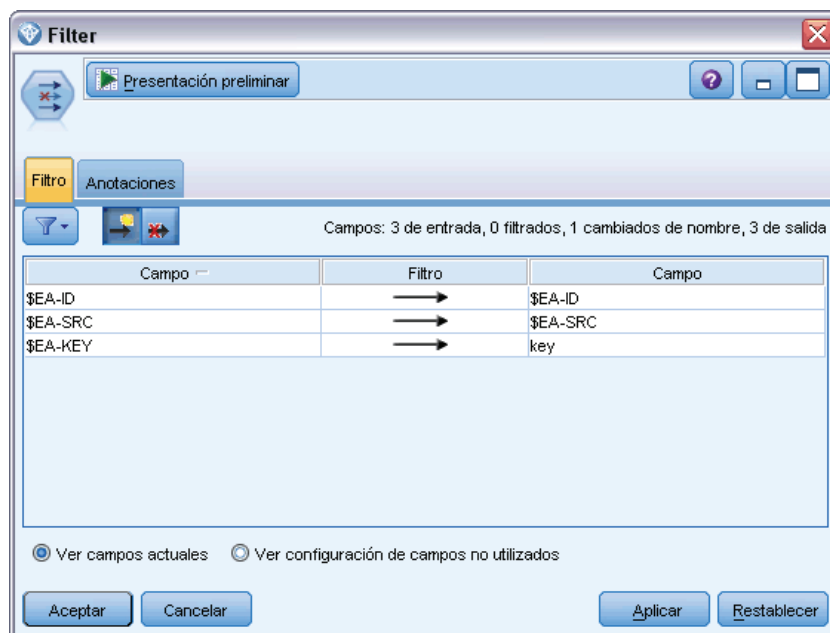 Filter
Presentación preliminar
Filtro Anotaciones
Campos: 3 de entrada, 0 filtrados, 1 cambiados de nombre, 3 de salida
Campo Filtro Campo
$EA-ID $EA-ID
$EA-SRC $EA-SRC
$EA-KEY key
Ver campos actuales Ver configuración de campos no utilizados
Aceptar Cancelar Aplicar Restablecer